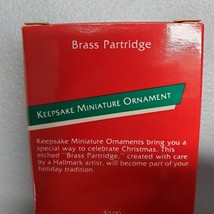 Brass Partridge
KEEPSAKE MINIATURE ORNAMENT
Keepsake Miniature Ornaments bring you a
special way to celebrate Christmas. This
etched "Brass Partridge," created with care
by a Hallmark artist, will become part of your
holiday tradition.